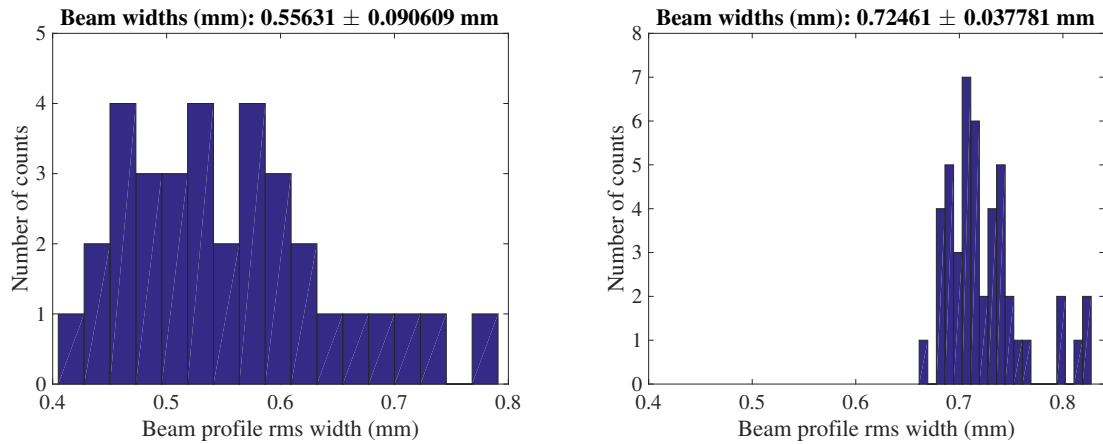 Beam widths (mm): 0.55631 ± 0.090609 mm
5
4
3
2
1
0
Number of counts
0.4 0.5 0.6 0.7 0.8
Beam profile rms width (mm)
Beam widths (mm): 0.72461 ± 0.037781 mm
8
7
6
5
4
3
2
1
0
Number of counts
0.4 0.5 0.6 0.7 0.8
Beam profile rms width (mm)